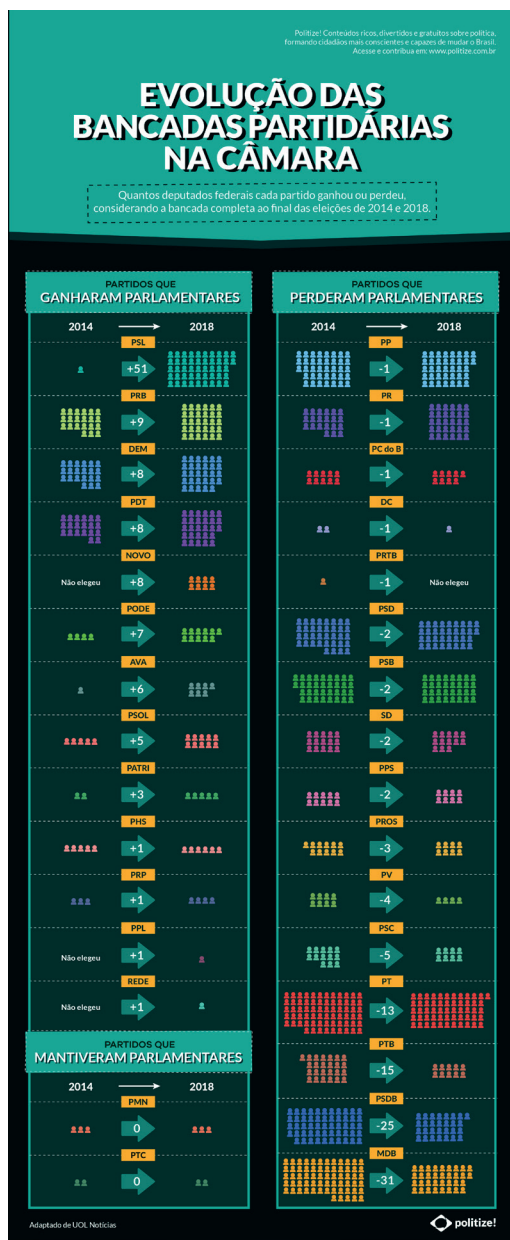 Politize! Conteúdos ricos, divertidos e gratuitos sobre política,
formando cidadãos mais conscientes e capazes de mudar o Brasil.
Acesse e contribua em: www.politize.com.br
EVOLUÇÃO DAS
BANCADAS PARTIDÁRIAS
NA CÂMARA
Quantos deputados federais cada partido ganhou ou perdeu,
considerando a bancada completa ao final das eleições de 2014 e 2018.
PARTIDOS QUE
GANHARAM PARLAMENTARES
2014 2018
PSL
+51
PRB
+9
DEM
+8
PDT
+8
NOVO
Não elegeu +8
PODE
+7
AVA
+6
PSOL
+5
PATRI
+3
PHS
+1
PRP
+1
PPL
Não elegeu +1
REDE
Não elegeu +1
PARTIDOS QUE
MANTIVERAM PARLAMENTARES
2014 2018
PMN
0
PTC
0
PARTIDOS QUE
PERDERAM PARLAMENTARES
2014 2018
PP
-1
PR
-1
PC do B
-1
DC
-1
PRTB
-1 Não elegeu
PSD
-2
PSB
-2
SD
-2
PPS
-2
PROS
-3
PV
-4
PSC
-5
PT
-13
PTB
-15
PSDB
-25
MDB
-31
Adaptado de UOL Notícias
politize!